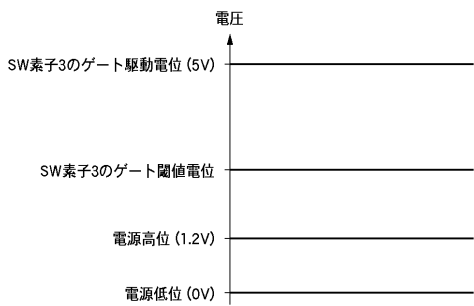 電圧
SW素子3のゲート駆動電位 (5V)
SW素子3のゲート閾値電位
電源高位 (1.2V)
電源低位 (0V)